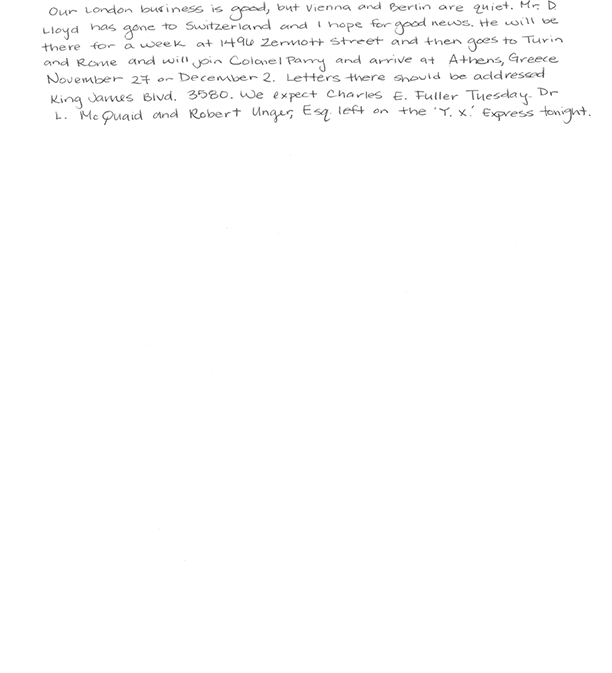 Our London business is good, but Vienna and Berlin are quiet. Mr. D
Lloyd has gone to Switzerland and I hope for good news. He will be
there for a week at 1496 Zermott Street and then goes to Turin
and Rome and will join Colonel Parry and arrive at Athens, Greece
November 27 or December 2. Letters there should be addressed
King James Blvd. 3580. We expect Charles E. Fuller Tuesday. Dr
L. McQuaid and Robert Unger, Esq. left on the 'Y. X.' Express tonight.